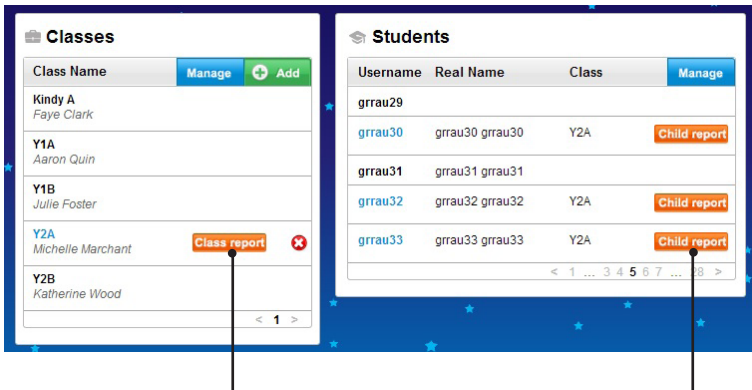 Classes
Class Name Manage Add
Kindy A
Faye Clark
Y1A
Aaron Quin
Y1B
Julie Foster
Y2A
Michelle Marchant Class report
Y2B
Katherine Wood
< 1 >
Students
Username Real Name Class Manage
grrau29
grrau30 grrau30 grrau30 Y2A Child report
grrau31 grrau31 grrau31
grrau32 grrau32 grrau32 Y2A Child report
grrau33 grrau33 grrau33 Y2A Child report
< 1 ... 3 4 5 6 7 ... 28 >